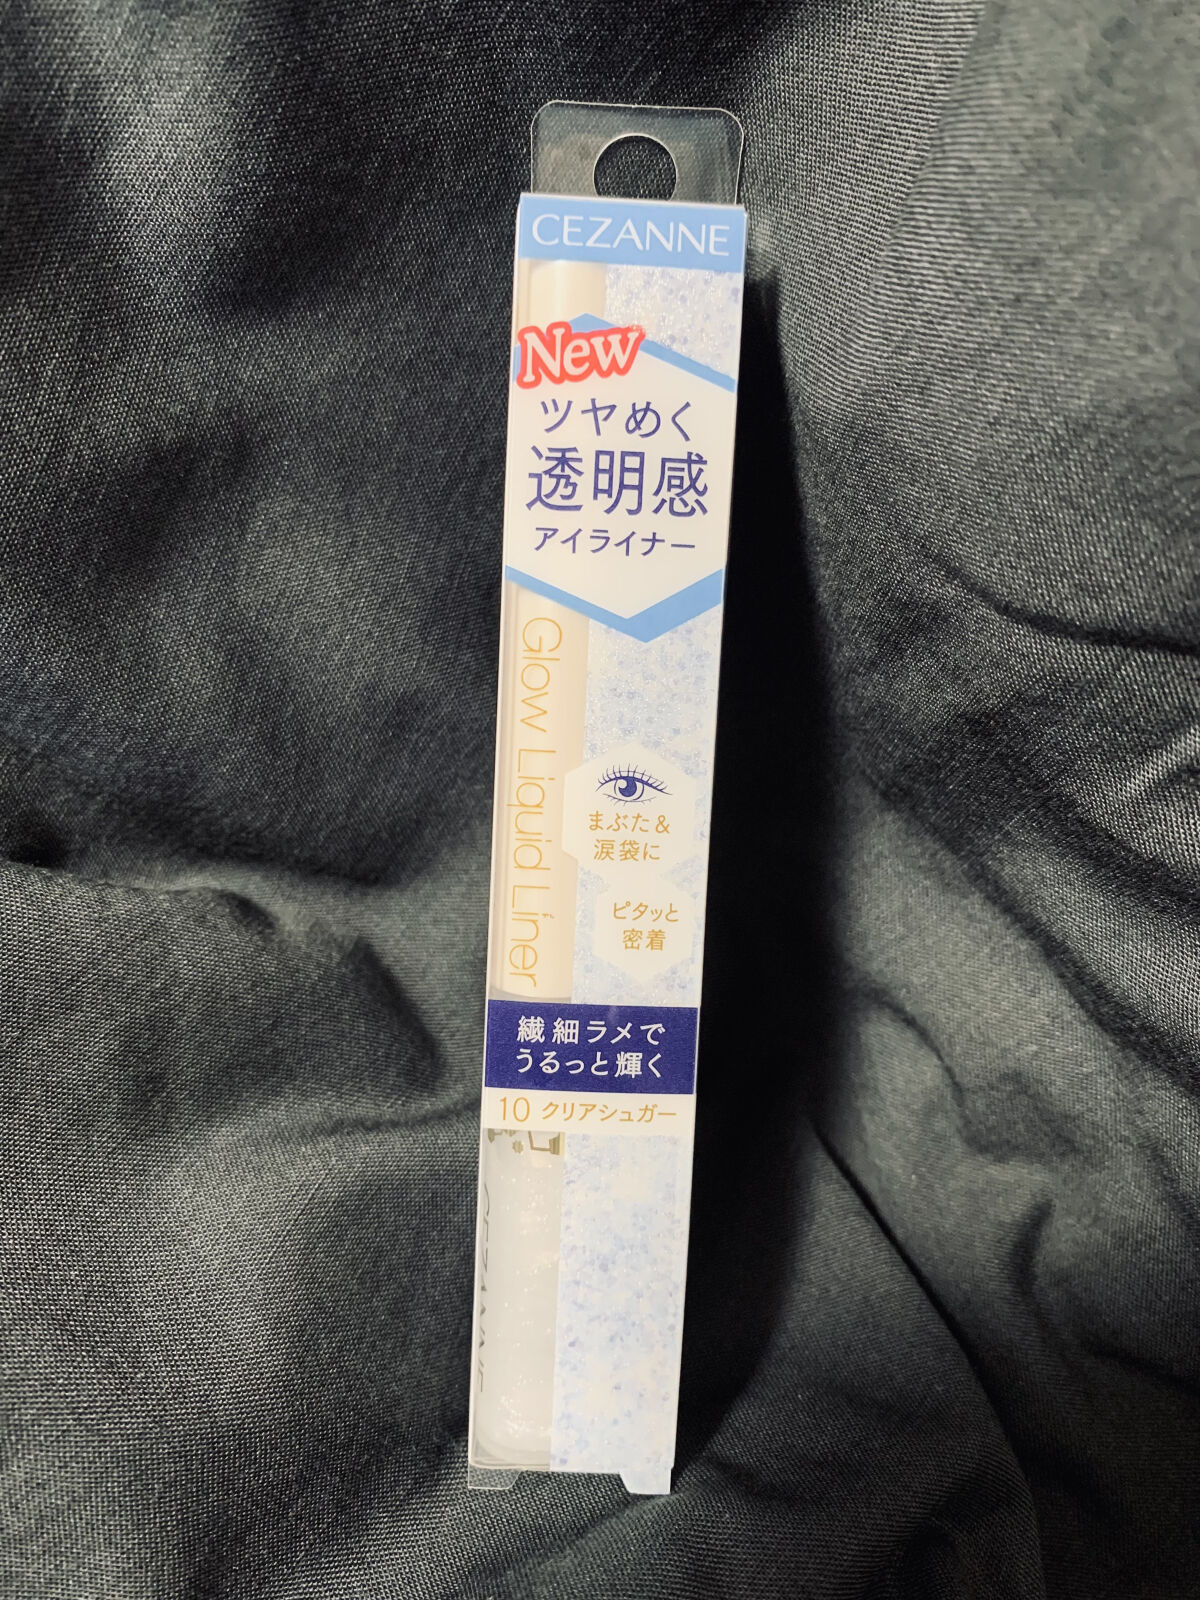 CEZANNE
New
ツヤめく
透明感
アイライナー
Glow Liquid Liner
まぶた&
涙袋に
ピタッと
密着
繊細ラメで
うるっと輝く
10 クリアシュガー
CEZANNE